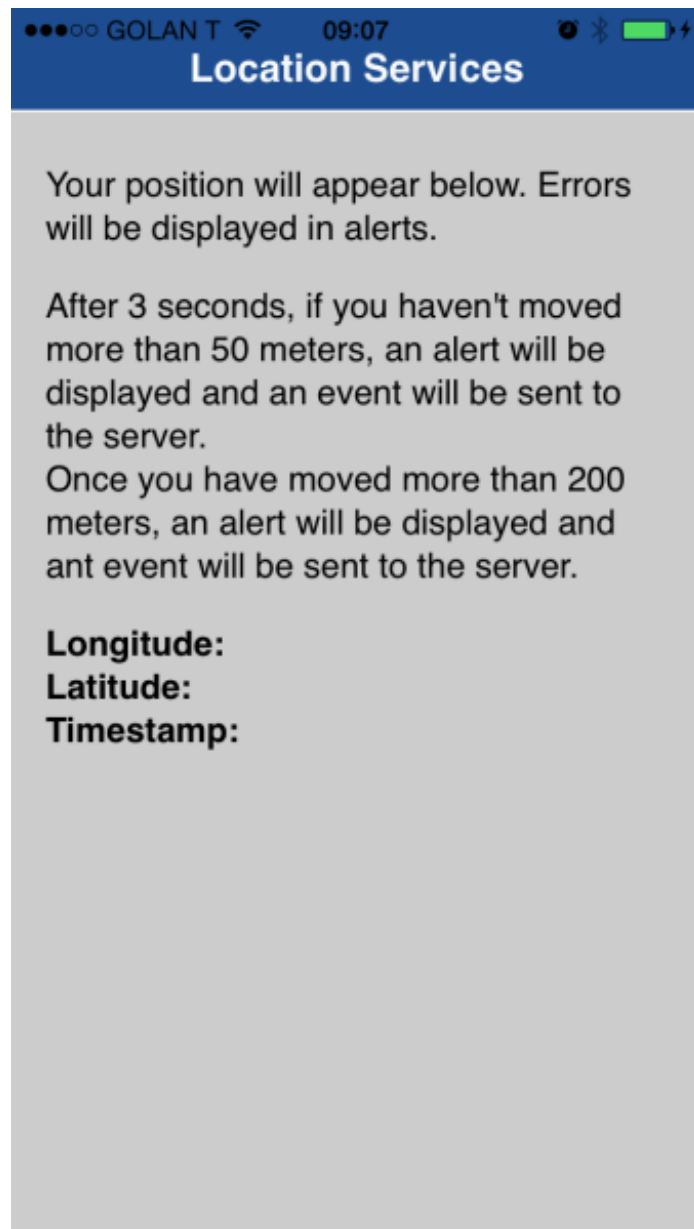 GOLAN T 09:07
Location Services
Your position will appear below. Errors
will be displayed in alerts.
After 3 seconds, if you haven't moved
more than 50 meters, an alert will be
displayed and an event will be sent to
the server.
Once you have moved more than 200
meters, an alert will be displayed and
ant event will be sent to the server.
Longitude:
Latitude:
Timestamp: